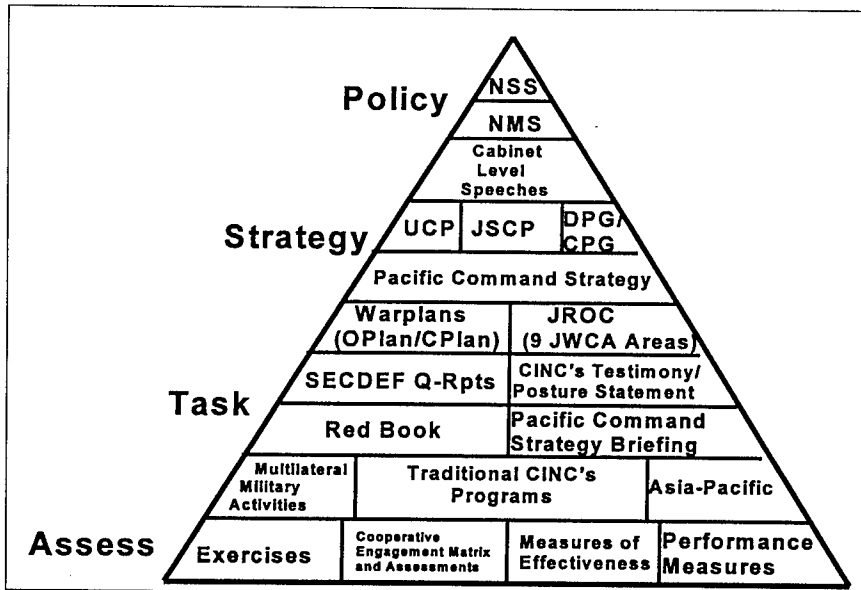 Policy
NSS
NMS
Cabinet
Level
Speeches
Strategy
UCP
JSCP
DPG/
CPG
Pacific Command Strategy
Warplans
(OPlan/CPlan)
JROC
(9 JWCA Areas)
Task
SECDEF Q-Rpts
CINC's Testimony/
Posture Statement
Red Book
Pacific Command
Strategy Briefing
Multilateral
Military
Activities
Traditional CINC's
Programs
Asia-Pacific
Assess
Exercises
Cooperative
Engagement Matrix
and Assessments
Measures of
Effectiveness
Performance
Measures